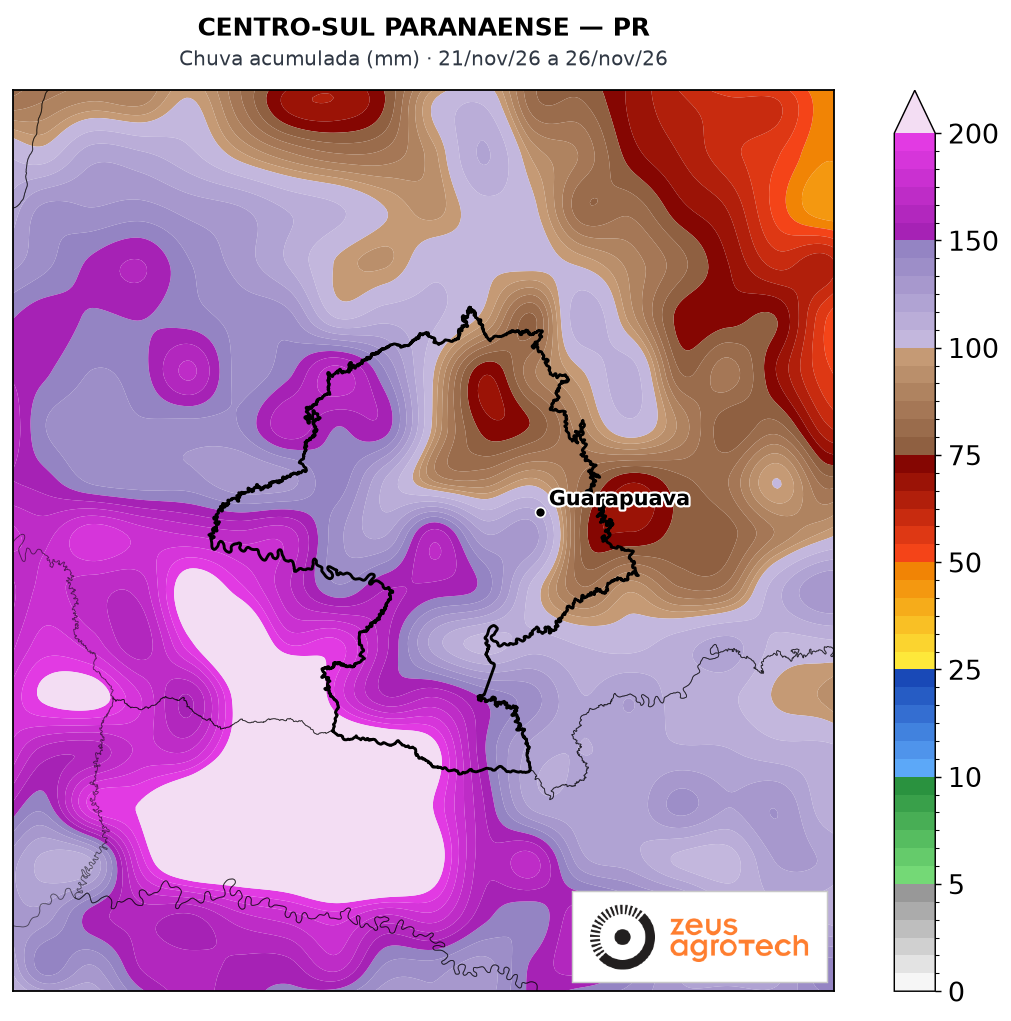 CENTRO-SUL PARANAENSE — PR
Chuva acumulada (mm) · 21/nov/26 a 26/nov/26
200
150
100
75
50
25
10
5
0
Guarapuava
zeus
agrotech